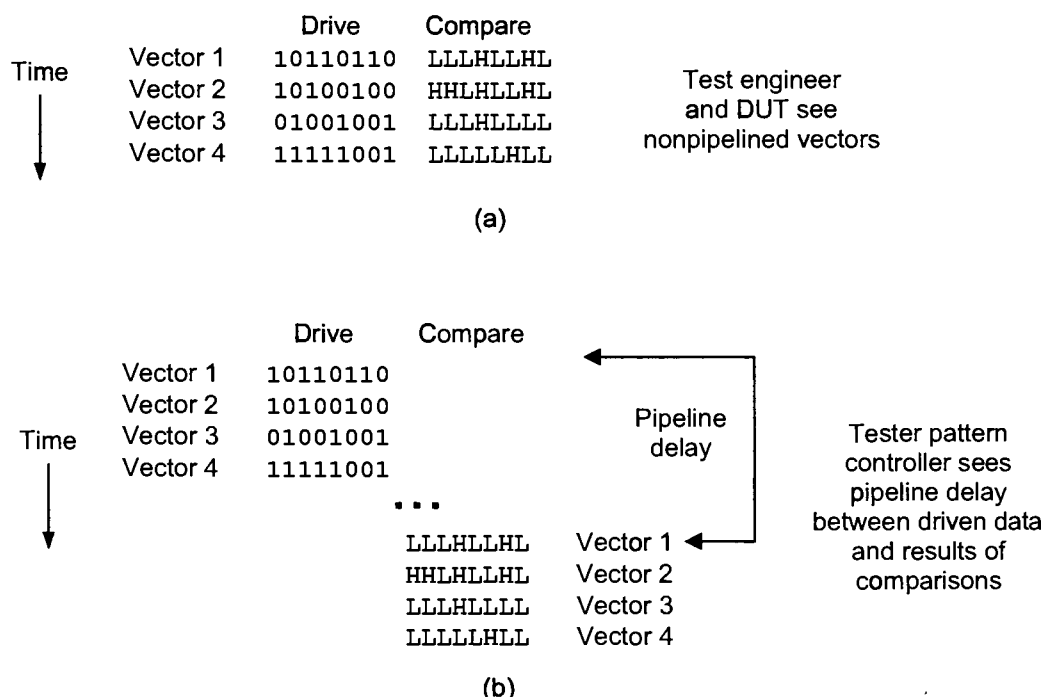 Drive Compare
Time
Vector 1 10110110 LLLHLLHL
Vector 2 10100100 HHLHLLHL
Vector 3 01001001 LLLHLLLL
Vector 4 11111001 LLLLLHLL
Test engineer
and DUT see
nonpipelined vectors
(a)
Drive Compare
Time
Vector 1 10110110
Vector 2 10100100
Vector 3 01001001
Vector 4 11111001
...
LLLHLLHL Vector 1
HHLHLLHL Vector 2
LLLHLLLL Vector 3
LLLLLHLL Vector 4
Pipeline
delay
Tester pattern
controller sees
pipeline delay
between driven data
and results of
comparisons
(b)